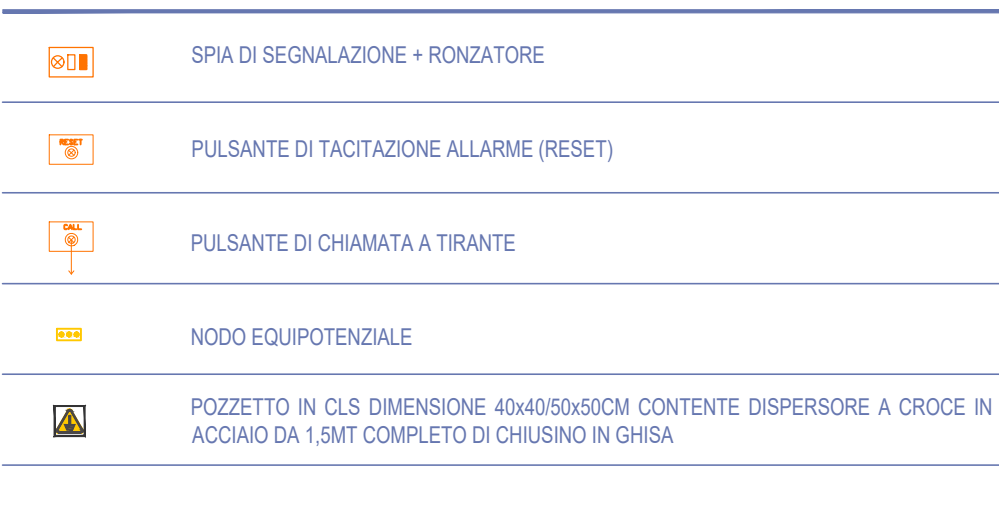 SPIA DI SEGNALAZIONE + RONZATORE
RESET
PULSANTE DI TACITAZIONE ALLARME (RESET)
CALL
PULSANTE DI CHIAMATA A TIRANTE
NODO EQUIPOTENZIALE
POZZETTO IN CLS DIMENSIONE 40x40/50x50CM CONTENTE DISPERSORE A CROCE IN
ACCIAIO DA 1,5MT COMPLETO DI CHIUSINO IN GHISA